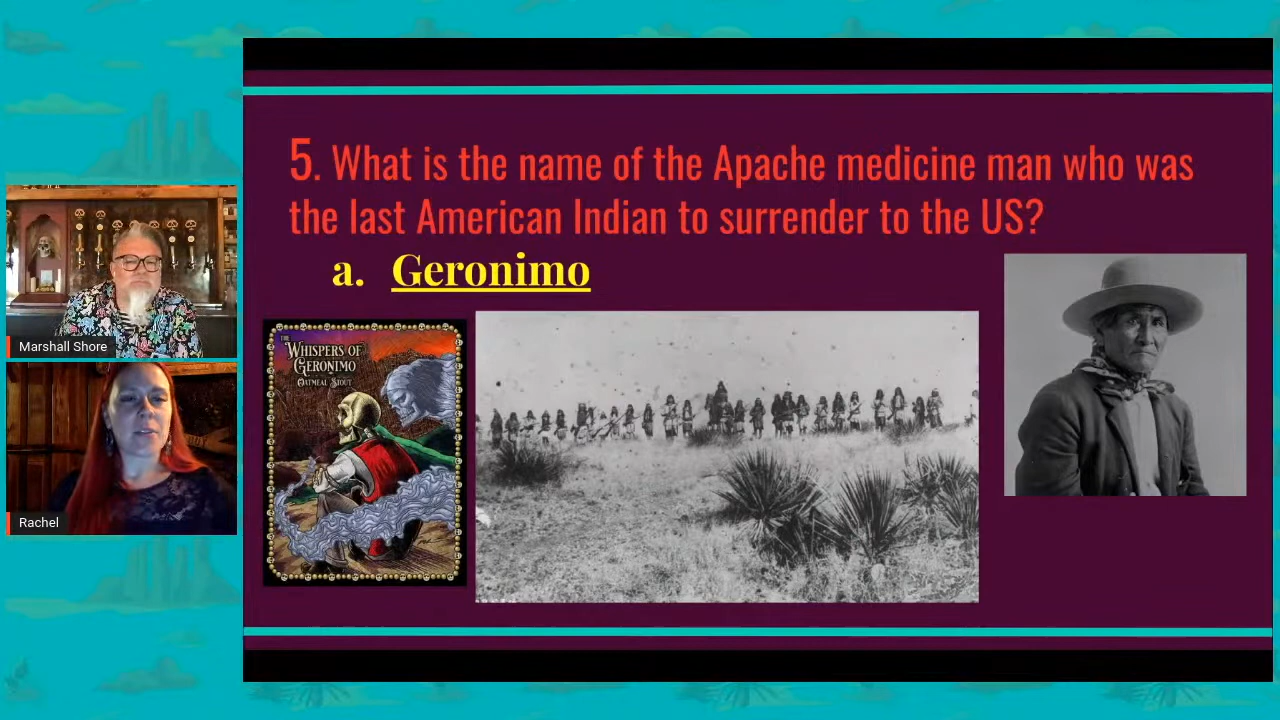 5. What is the name of the Apache medicine man who was
the last American Indian to surrender to the US?
a. Geronimo
THE
WHISPERS OF
GERONIMO
OATMEAL STOUT
Marshall Shore
Rachel